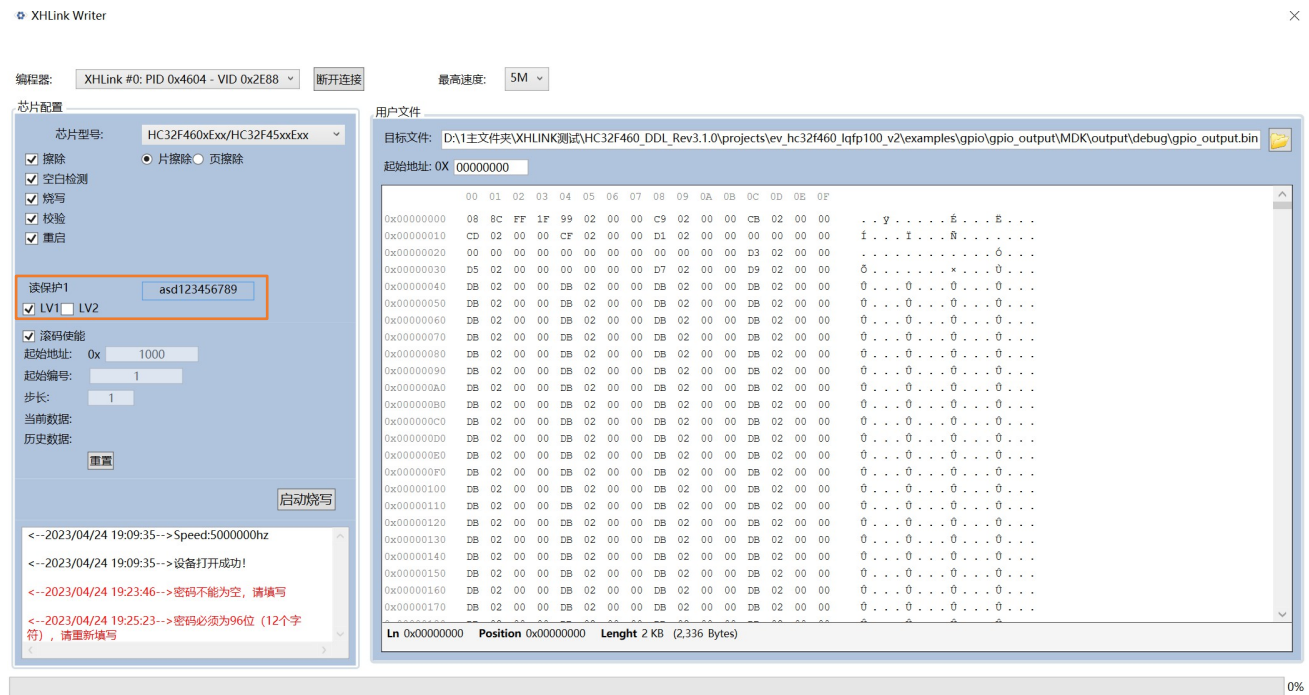 XHLink Writer
编程器: XHLink #0: PID 0x4604 - VID 0x2E88 断开连接 最高速度: 5M
芯片配置
芯片型号: HC32F460xExx/HC32F45xxExx
擦除 片擦除 页擦除
空白检测
烧写
校验
重启
读保护1 asd123456789
LV1 LV2
滚码使能
起始地址: 0x 1000
起始编号: 1
步长: 1
当前数据:
历史数据:
重置
启动烧写
<--2023/04/24 19:09:35-->Speed:5000000hz
<--2023/04/24 19:09:35-->设备打开成功!
<--2023/04/24 19:23:46-->密码不能为空，请填写
<--2023/04/24 19:25:23-->密码必须为96位（12个字
符），请重新填写
用户文件
目标文件: D:\1主文件夹\XHLINK测试\HC32F460_DDL_Rev3.1.0\projects\ev_hc32f460_lqfp100_v2\examples\gpio\gpio_output\MDK\output\debug\gpio_output.bin
起始地址: 0X 00000000
00 01 02 03 04 05 06 07 08 09 0A 0B 0C 0D 0E 0F
0x00000000 08 8C FF 1F 99 02 00 00 C9 02 00 00 CB 02 00 00 . . ÿ . . . . . É . . . Ë . . .
0x00000010 CD 02 00 00 CF 02 00 00 D1 02 00 00 00 00 00 00 Í . . . Ï . . . Ñ . . . . . . .
0x00000020 00 00 00 00 00 00 00 00 00 00 00 00 D3 02 00 00 . . . . . . . . . . . . Ó . . .
0x00000030 D5 02 00 00 00 00 00 00 D7 02 00 00 D9 02 00 00 Õ . . . . . . . × . . . Ù . . .
0x00000040 DB 02 00 00 DB 02 00 00 DB 02 00 00 DB 02 00 00 Û . . . Û . . . Û . . . Û . . .
0x00000050 DB 02 00 00 DB 02 00 00 DB 02 00 00 DB 02 00 00 Û . . . Û . . . Û . . . Û . . .
0x00000060 DB 02 00 00 DB 02 00 00 DB 02 00 00 DB 02 00 00 Û . . . Û . . . Û . . . Û . . .
0x00000070 DB 02 00 00 DB 02 00 00 DB 02 00 00 DB 02 00 00 Û . . . Û . . . Û . . . Û . . .
0x00000080 DB 02 00 00 DB 02 00 00 DB 02 00 00 DB 02 00 00 Û . . . Û . . . Û . . . Û . . .
0x00000090 DB 02 00 00 DB 02 00 00 DB 02 00 00 DB 02 00 00 Û . . . Û . . . Û . . . Û . . .
0x000000A0 DB 02 00 00 DB 02 00 00 DB 02 00 00 DB 02 00 00 Û . . . Û . . . Û . . . Û . . .
0x000000B0 DB 02 00 00 DB 02 00 00 DB 02 00 00 DB 02 00 00 Û . . . Û . . . Û . . . Û . . .
0x000000C0 DB 02 00 00 DB 02 00 00 DB 02 00 00 DB 02 00 00 Û . . . Û . . . Û . . . Û . . .
0x000000D0 DB 02 00 00 DB 02 00 00 DB 02 00 00 DB 02 00 00 Û . . . Û . . . Û . . . Û . . .
0x000000E0 DB 02 00 00 DB 02 00 00 DB 02 00 00 DB 02 00 00 Û . . . Û . . . Û . . . Û . . .
0x000000F0 DB 02 00 00 DB 02 00 00 DB 02 00 00 DB 02 00 00 Û . . . Û . . . Û . . . Û . . .
0x00000100 DB 02 00 00 DB 02 00 00 DB 02 00 00 DB 02 00 00 Û . . . Û . . . Û . . . Û . . .
0x00000110 DB 02 00 00 DB 02 00 00 DB 02 00 00 DB 02 00 00 Û . . . Û . . . Û . . . Û . . .
0x00000120 DB 02 00 00 DB 02 00 00 DB 02 00 00 DB 02 00 00 Û . . . Û . . . Û . . . Û . . .
0x00000130 DB 02 00 00 DB 02 00 00 DB 02 00 00 DB 02 00 00 Û . . . Û . . . Û . . . Û . . .
0x00000140 DB 02 00 00 DB 02 00 00 DB 02 00 00 DB 02 00 00 Û . . . Û . . . Û . . . Û . . .
0x00000150 DB 02 00 00 DB 02 00 00 DB 02 00 00 DB 02 00 00 Û . . . Û . . . Û . . . Û . . .
0x00000160 DB 02 00 00 DB 02 00 00 DB 02 00 00 DB 02 00 00 Û . . . Û . . . Û . . . Û . . .
0x00000170 DB 02 00 00 DB 02 00 00 DB 02 00 00 DB 02 00 00 Û . . . Û . . . Û . . . Û . . .
Ln 0x00000000 Position 0x00000000 Lenght 2 KB (2,336 Bytes)
0%